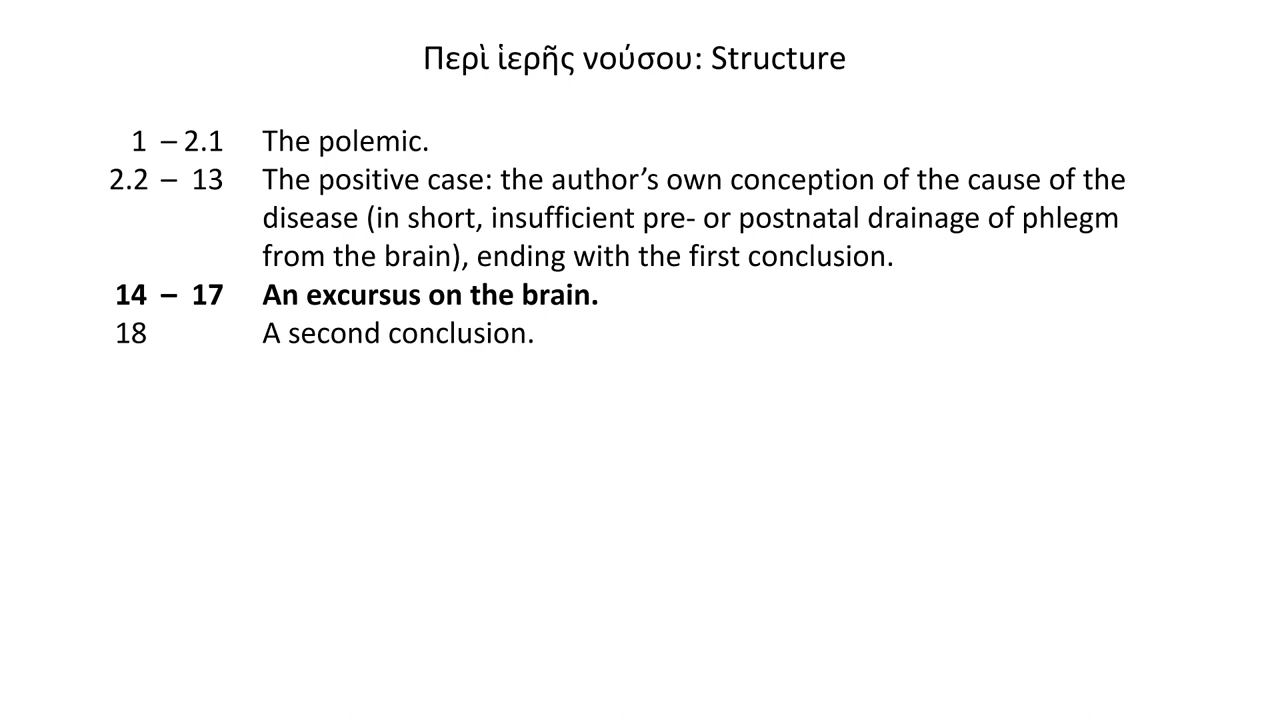 Περὶ ἱερῆς νούσου: Structure
1 – 2.1 The polemic.
2.2 – 13 The positive case: the author’s own conception of the cause of the
disease (in short, insufficient pre- or postnatal drainage of phlegm
from the brain), ending with the first conclusion.
14 – 17 An excursus on the brain.
18 A second conclusion.